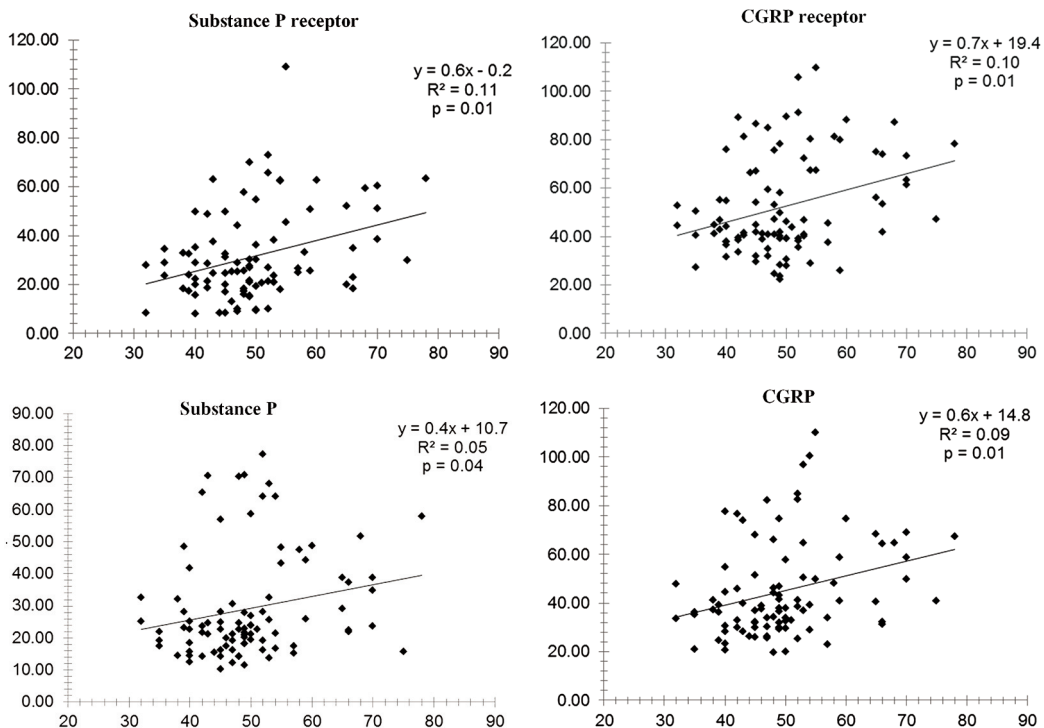 Substance P receptor
120.00
100.00
80.00
60.00
40.00
20.00
0.00
20 30 40 50 60 70 80 90
y = 0.6x - 0.2
R² = 0.11
p = 0.01
CGRP receptor
120.00
100.00
80.00
60.00
40.00
20.00
0.00
20 30 40 50 60 70 80 90
y = 0.7x + 19.4
R² = 0.10
p = 0.01
Substance P
90.00
80.00
70.00
60.00
50.00
40.00
30.00
20.00
10.00
0.00
20 30 40 50 60 70 80 90
y = 0.4x + 10.7
R² = 0.05
p = 0.04
CGRP
120.00
100.00
80.00
60.00
40.00
20.00
0.00
20 30 40 50 60 70 80 90
y = 0.6x + 14.8
R² = 0.09
p = 0.01